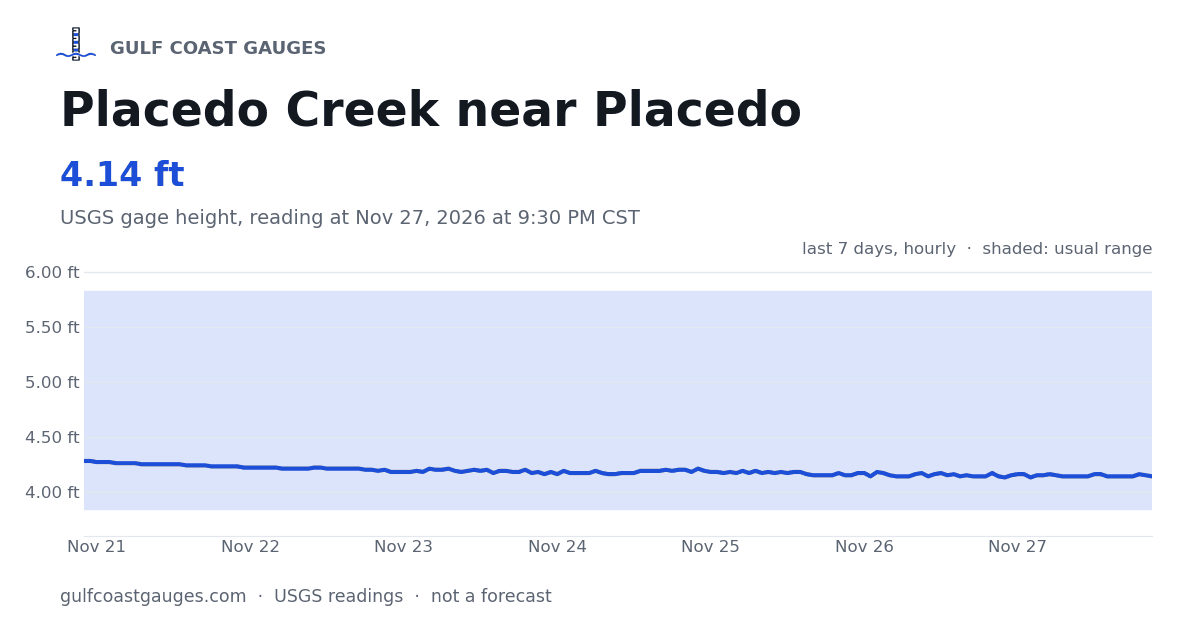 GULF COAST GAUGES
Placedo Creek near Placedo
4.14 ft
USGS gage height, reading at Nov 27, 2026 at 9:30 PM CST
last 7 days, hourly · shaded: usual range
6.00 ft
5.50 ft
5.00 ft
4.50 ft
4.00 ft
Nov 21 Nov 22 Nov 23 Nov 24 Nov 25 Nov 26 Nov 27
gulfcoastgauges.com · USGS readings · not a forecast